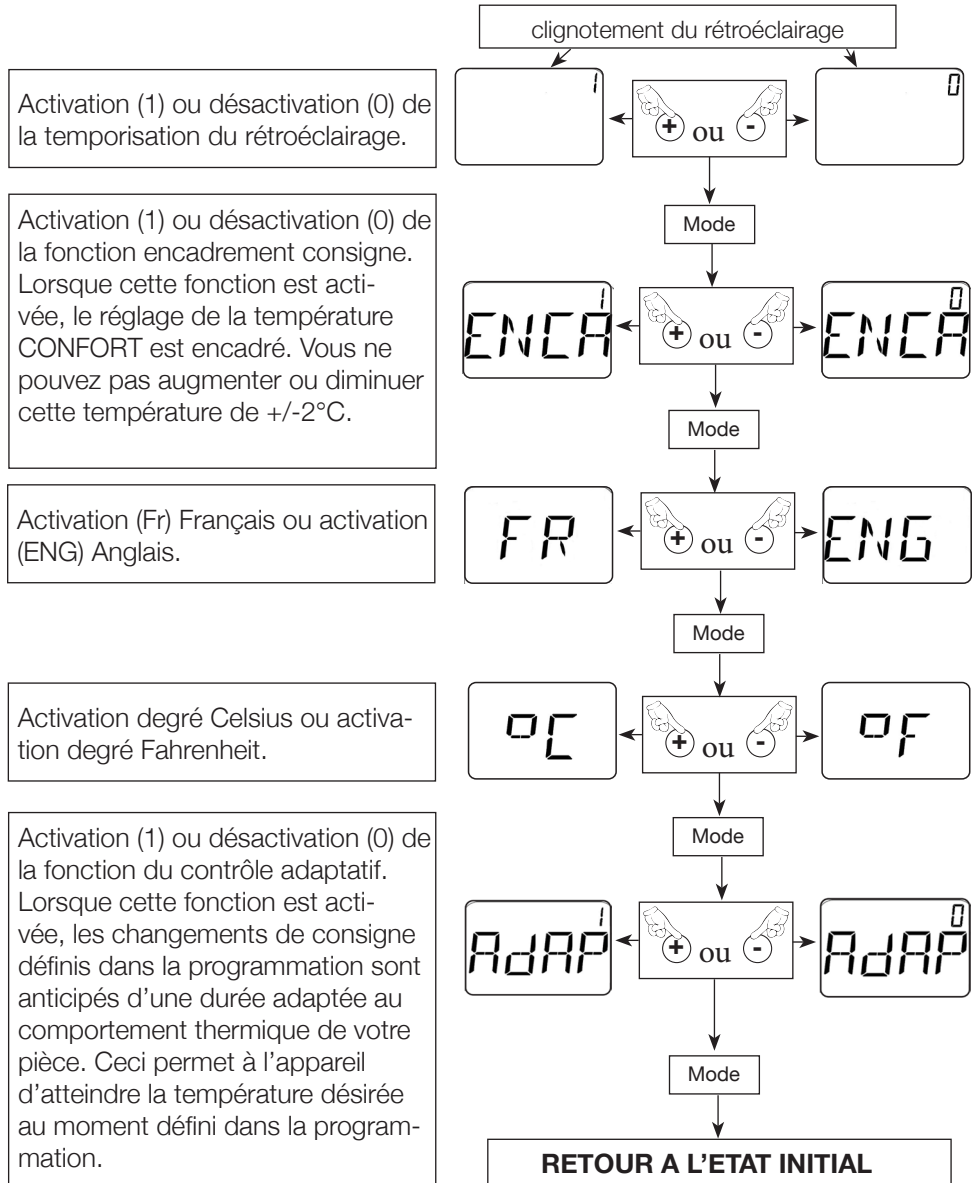 clignotement du rétroéclairage
Activation (1) ou désactivation (0) de
la temporisation du rétroéclairage.
1
+ ou -
0
Mode
Activation (1) ou désactivation (0) de
la fonction encadrement consigne.
Lorsque cette fonction est acti-
vée, le réglage de la température
CONFORT est encadré. Vous ne
pouvez pas augmenter ou diminuer
cette température de +/-2°C.
1
ENCA
+ ou -
0
ENCA
Mode
Activation (Fr) Français ou activation
(ENG) Anglais.
FR
+ ou -
ENG
Mode
Activation degré Celsius ou activa-
tion degré Fahrenheit.
°C
+ ou -
°F
Mode
Activation (1) ou désactivation (0) de
la fonction du contrôle adaptatif.
Lorsque cette fonction est acti-
vée, les changements de consigne
définis dans la programmation sont
anticipés d'une durée adaptée au
comportement thermique de votre
pièce. Ceci permet à l'appareil
d'atteindre la température désirée
au moment défini dans la program-
mation.
1
AdAP
+ ou -
0
AdAP
Mode
RETOUR A L'ETAT INITIAL